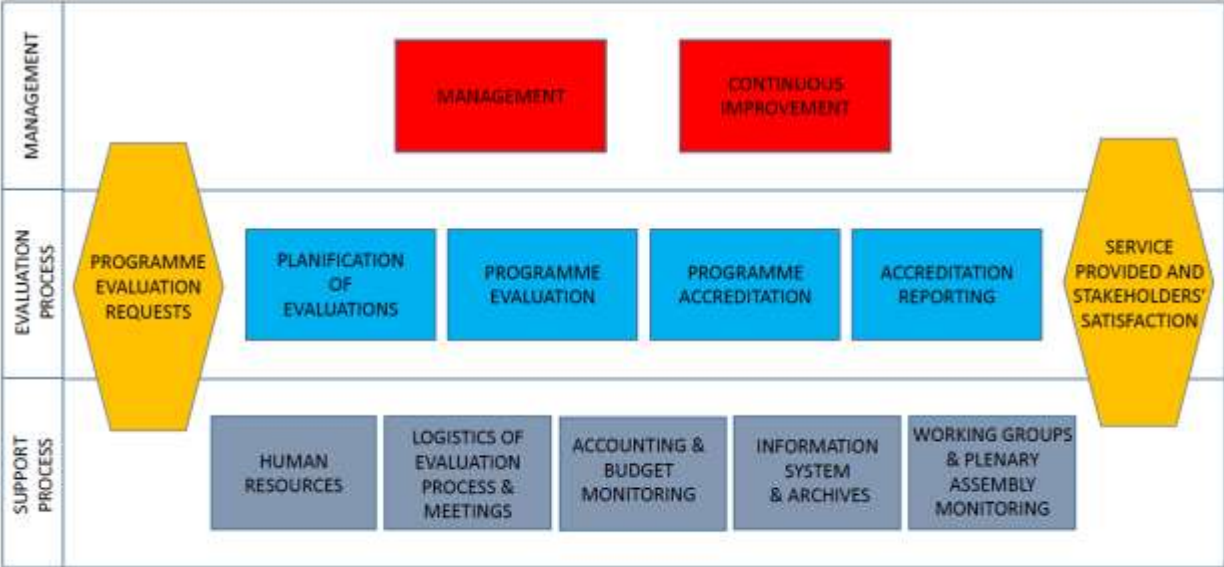 MANAGEMENT
MANAGEMENT
CONTINUOUS
IMPROVEMENT
EVALUATION
PROCESS
PROGRAMME
EVALUATION
REQUESTS
PLANIFICATION
OF
EVALUATIONS
PROGRAMME
EVALUATION
PROGRAMME
ACCREDITATION
ACCREDITATION
REPORTING
SERVICE
PROVIDED AND
STAKEHOLDERS'
SATISFACTION
SUPPORT
PROCESS
HUMAN
RESOURCES
LOGISTICS OF
EVALUATION
PROCESS &
MEETINGS
ACCOUNTING &
BUDGET
MONITORING
INFORMATION
SYSTEM
& ARCHIVES
WORKING GROUPS
& PLENARY
ASSEMBLY
MONITORING